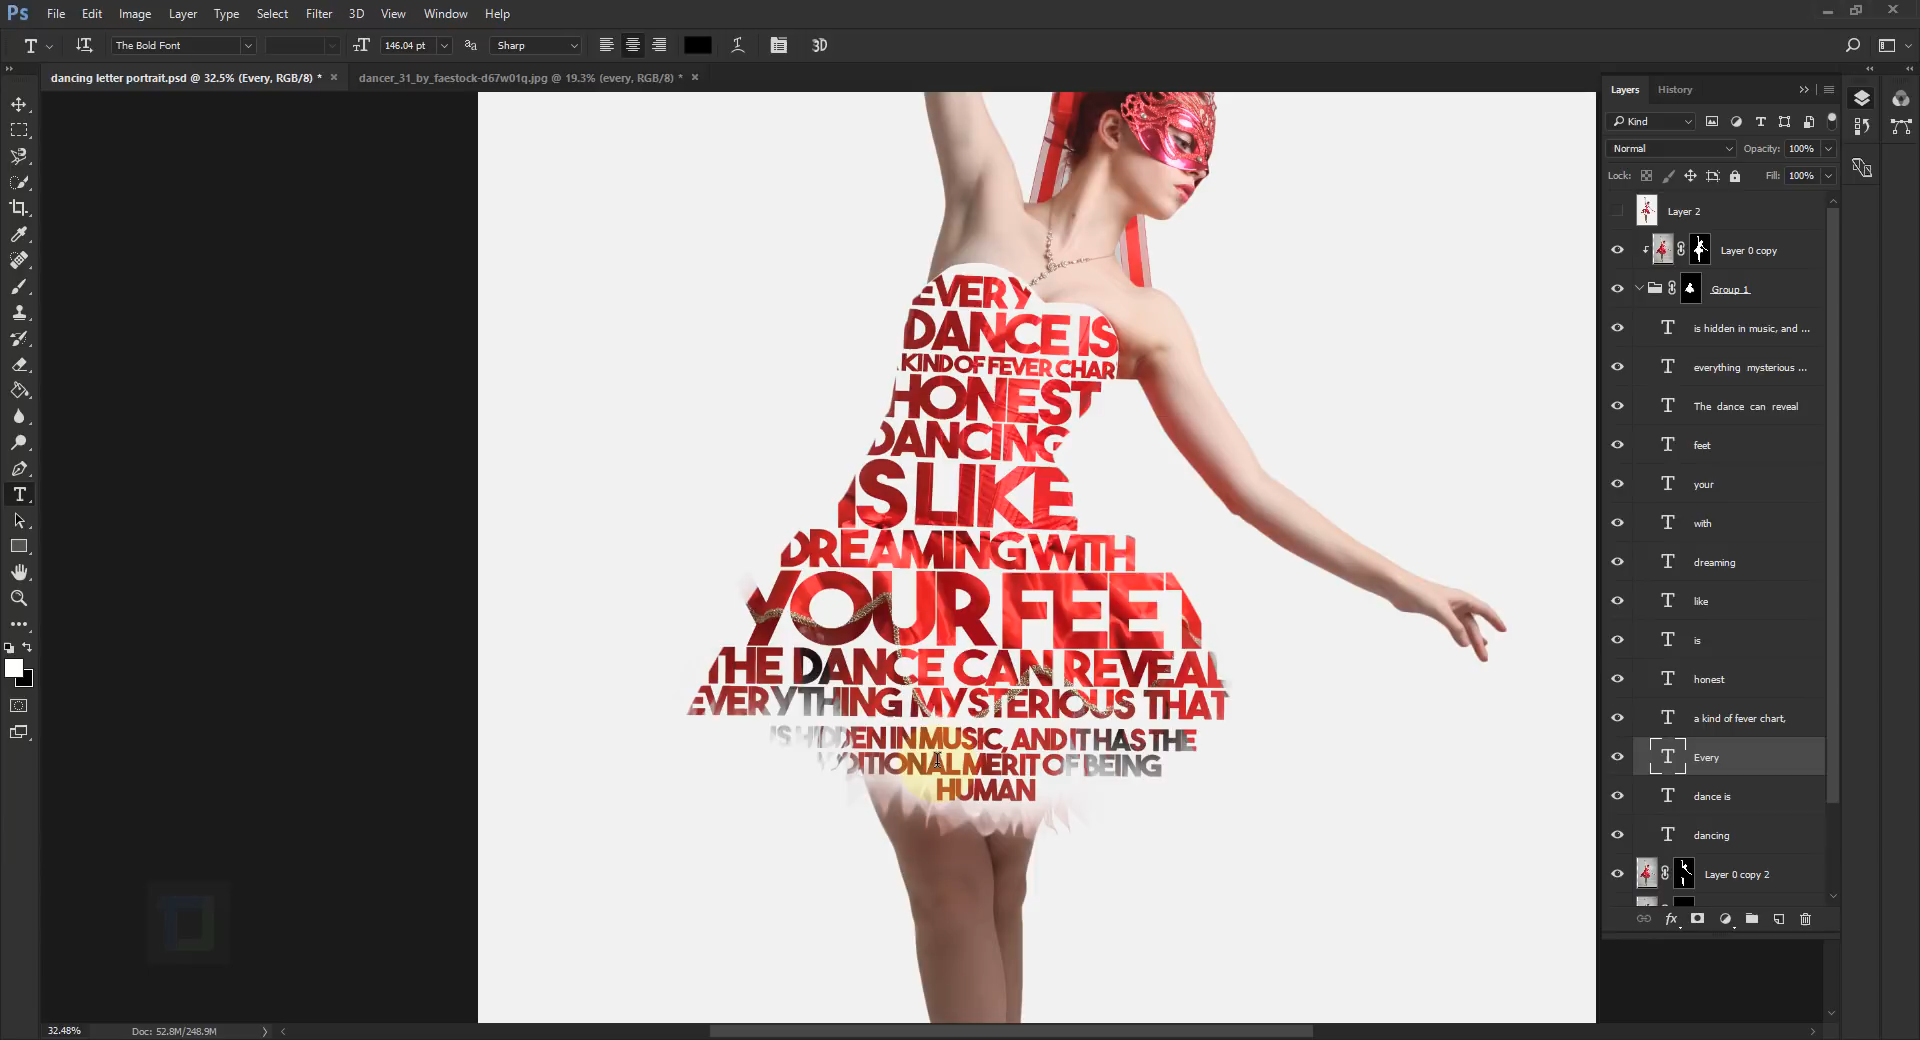 Ps File Edit Image Layer Type Select Filter 3D View Window Help
The Bold Font 146.04 pt Sharp 3D
dancing letter portrait.psd @ 32.5% (Every, RGB/8) * dancer_31_by_faestock-d67w01q.jpg @ 19.3% (every, RGB/8) *
Layers History
Kind
Normal Opacity: 100%
Lock: Fill: 100%
Layer 2
Layer 0 copy
Group 1
is hidden in music, and ...
everything mysterious ...
The dance can reveal
feet
your
with
dreaming
like
is
honest
a kind of fever chart,
Every
dance is
dancing
Layer 0 copy 2
EVERY
DANCE IS
KIND OF FEVER CHAR
HONEST
DANCING
IS LIKE
DREAMING WITH
YOUR FEET
THE DANCE CAN REVEAL
EVERYTHING MYSTERIOUS THAT
IS HIDDEN IN MUSIC, AND IT HAS THE
DITIONAL MERIT OF BEING
HUMAN
32.48% Doc: 52.8M/248.9M